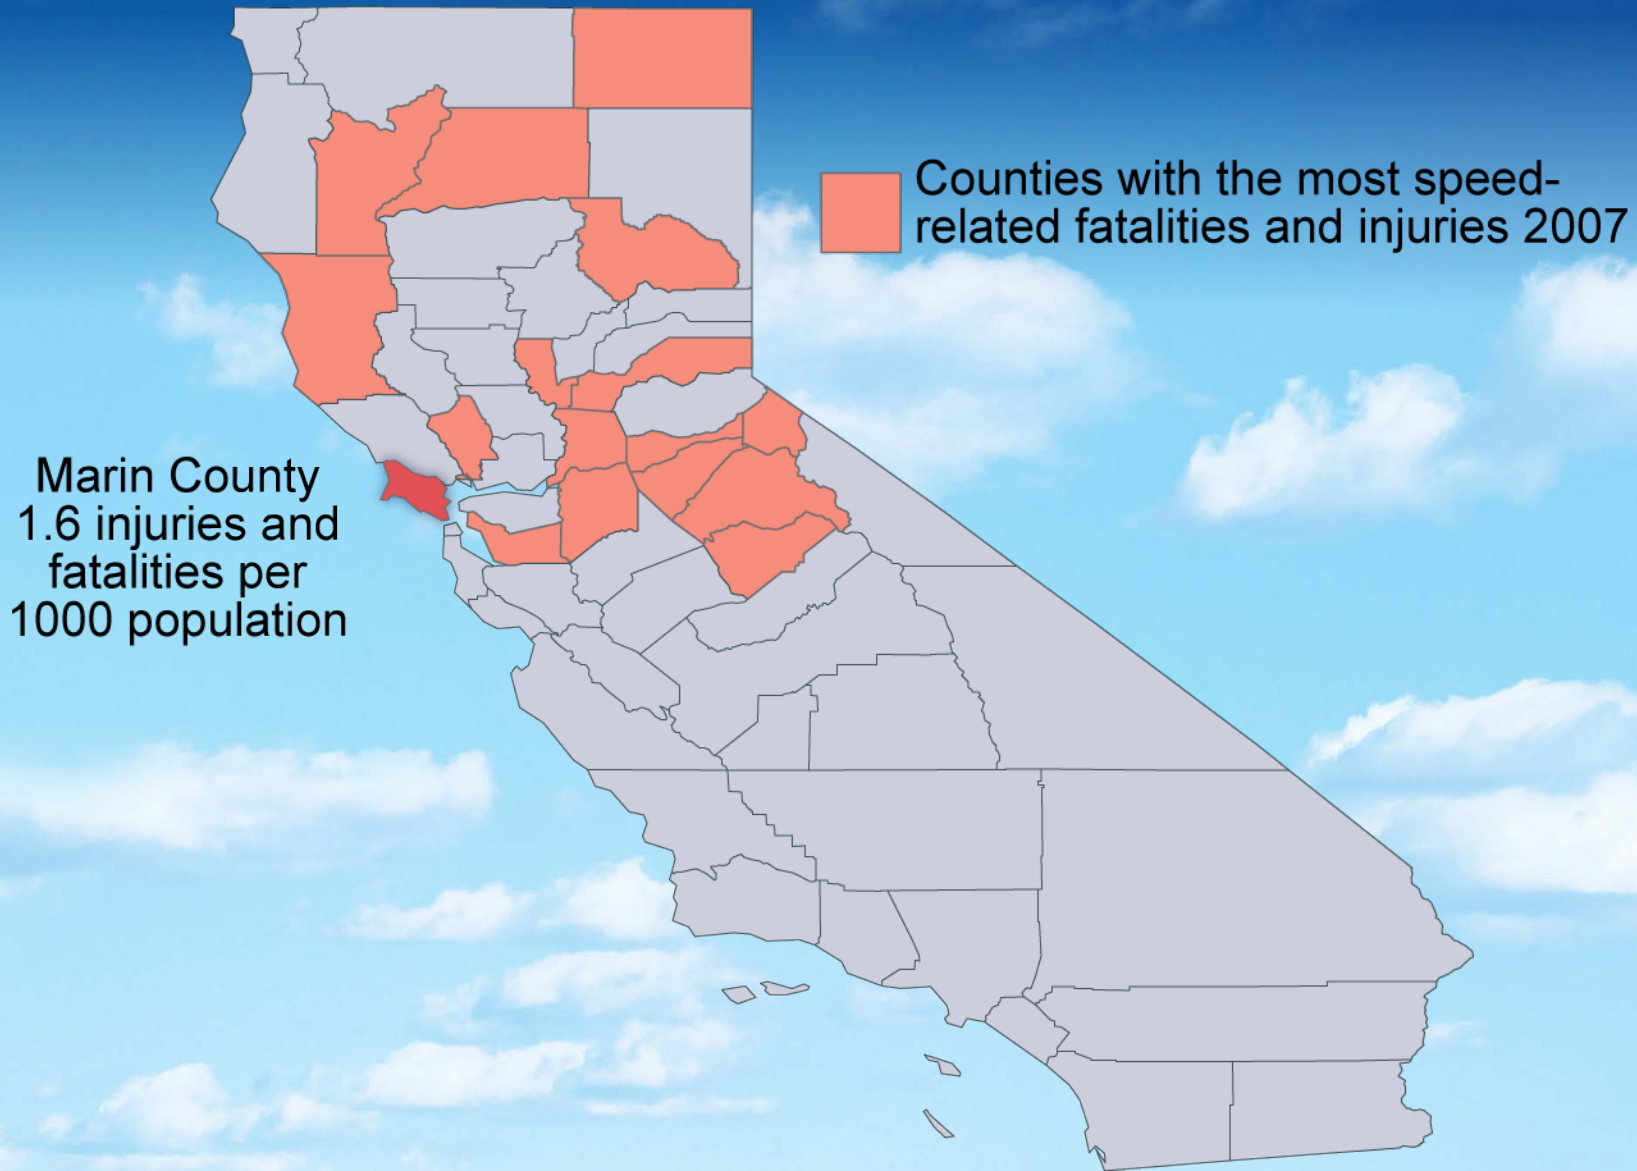 Counties with the most speed-
related fatalities and injuries 2007
Marin County
1.6 injuries and
fatalities per
1000 population